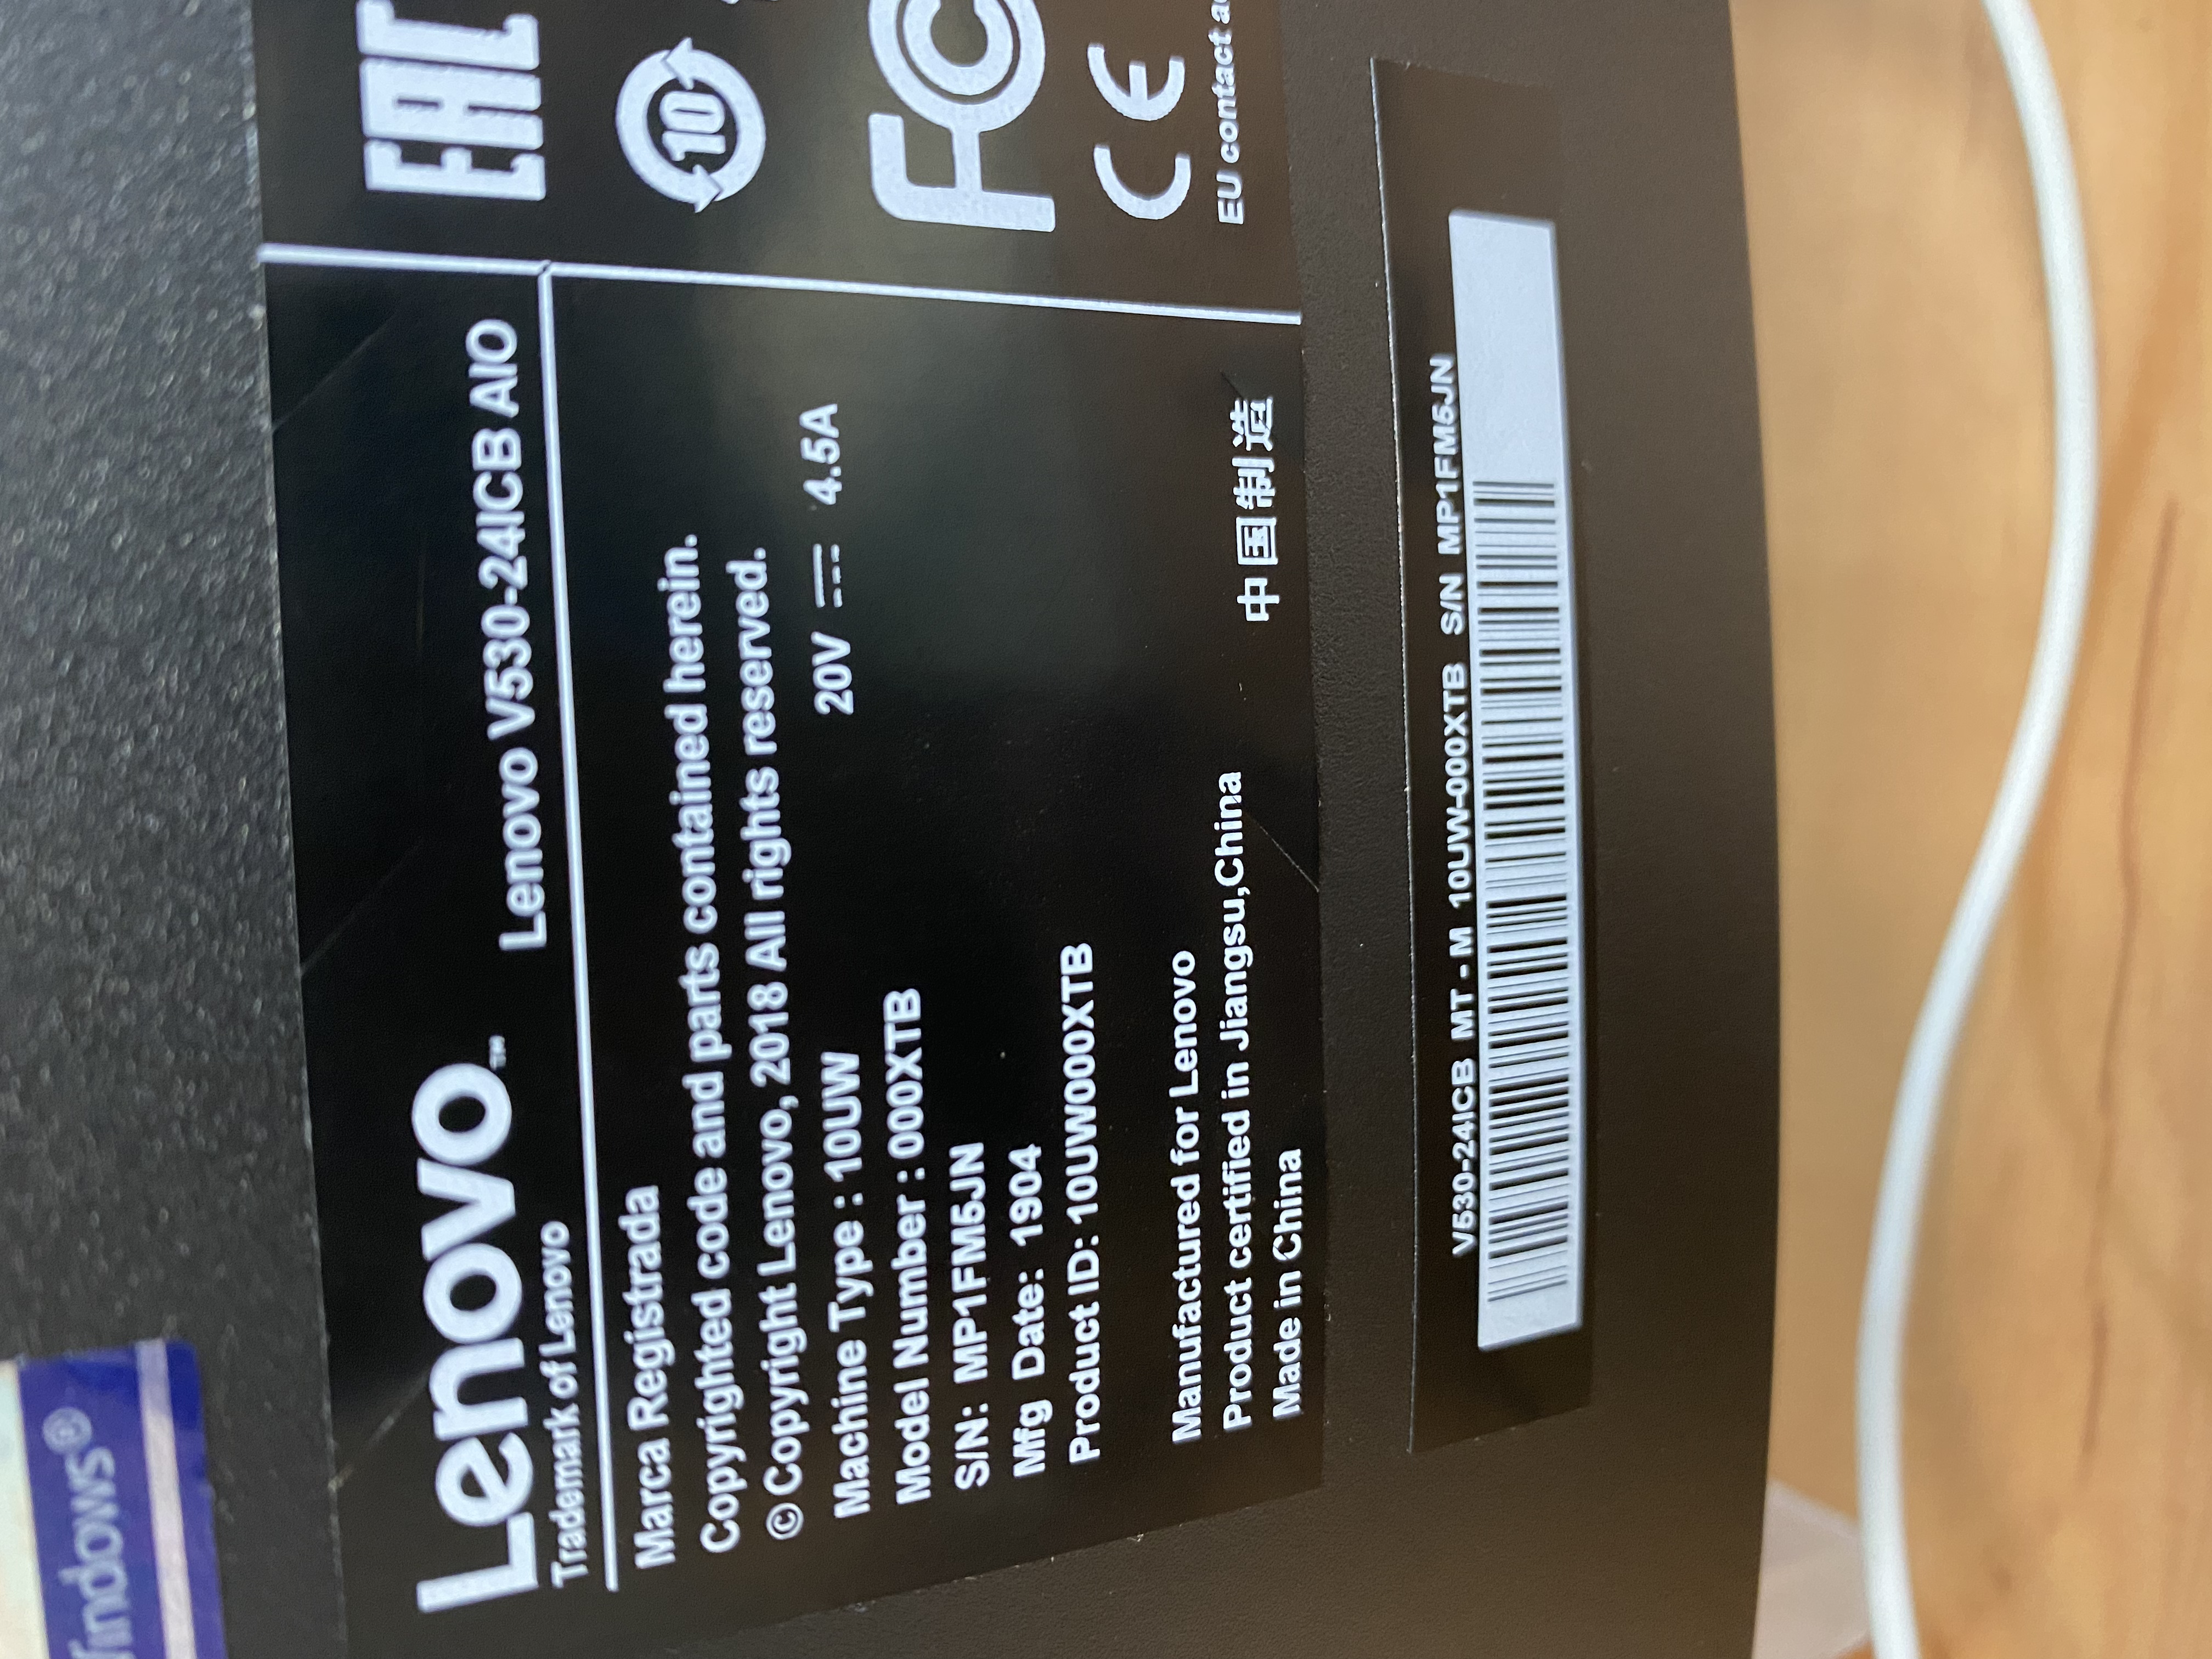 Windows®
Lenovo™
Trademark of Lenovo
Lenovo V530-24ICB AIO
Marca Registrada
Copyrighted code and parts contained herein.
© Copyright Lenovo, 2018 All rights reserved.
Machine Type : 10UW 20V ⎓ 4.5A
Model Number : 000XTB
S/N: MP1FM5JN
Mfg Date: 1904
Product ID: 10UW000XTB
Manufactured for Lenovo
Product certified in Jiangsu,China
Made in China
中国制造
EAC
10
FC
CE
EU contact
V530-24ICB MT-M 10UW-000XTB S/N MP1FM5JN